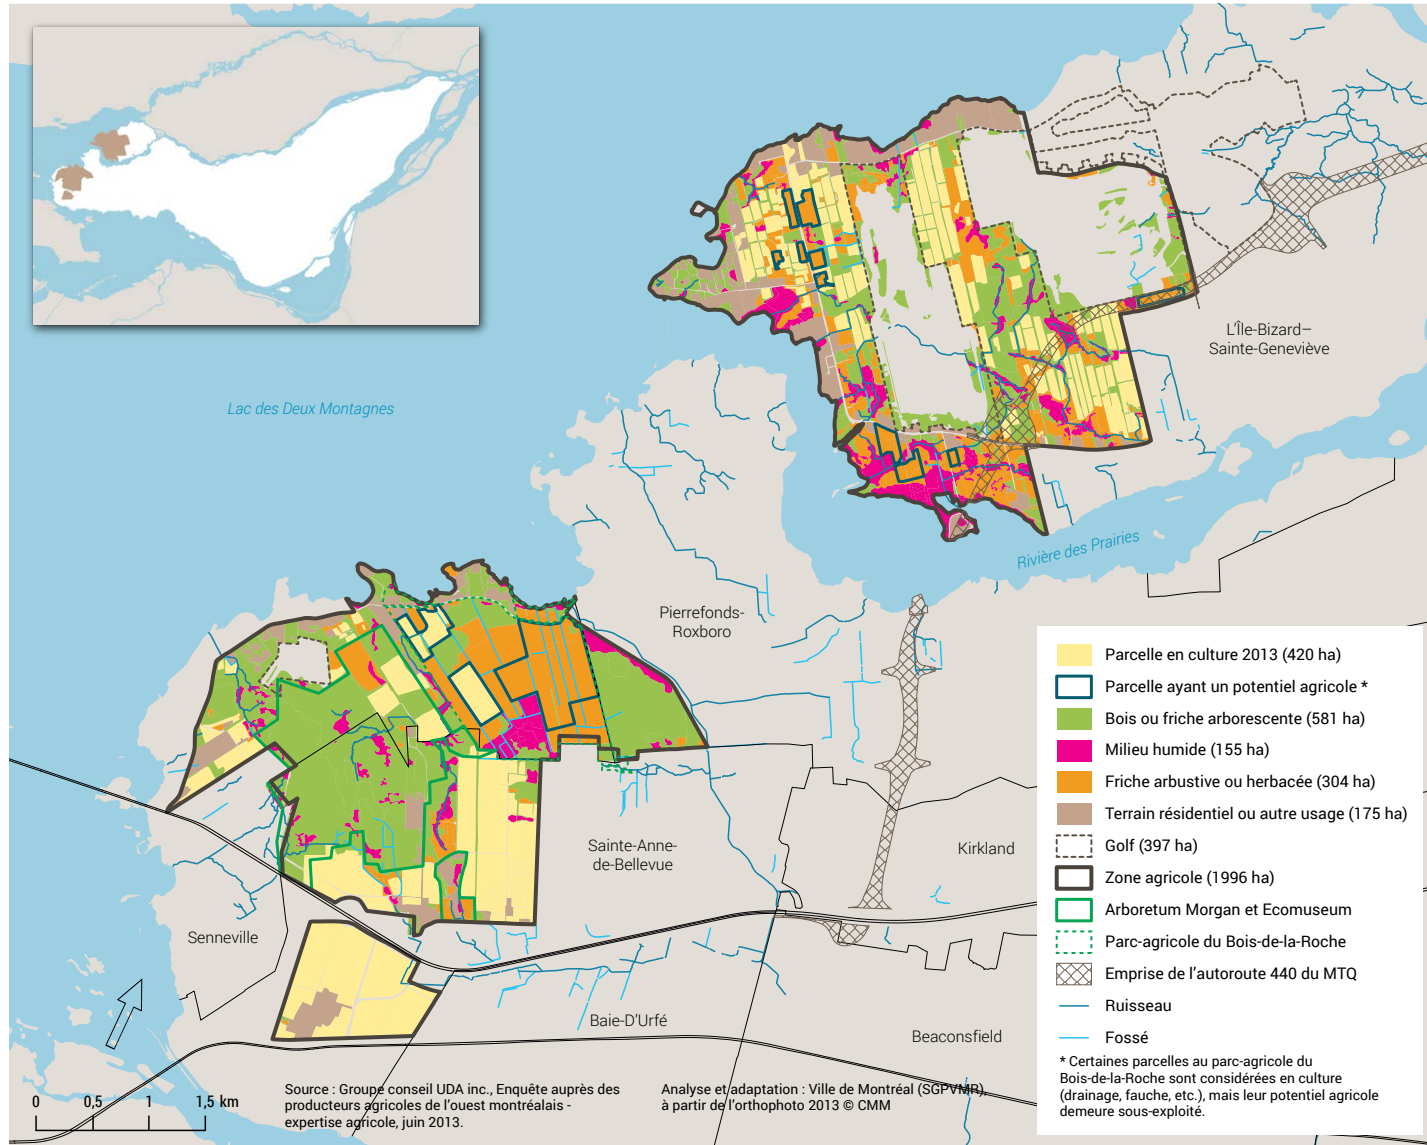 L'Île-Bizard–
Sainte-Geneviève
Lac des Deux Montagnes
Rivière des Prairies
Pierrefonds-
Roxboro
Sainte-Anne-
de-Bellevue
Kirkland
Senneville
Baie-D'Urfé
Beaconsfield
Parcelle en culture 2013 (420 ha)
Parcelle ayant un potentiel agricole *
Bois ou friche arborescente (581 ha)
Milieu humide (155 ha)
Friche arbustive ou herbacée (304 ha)
Terrain résidentiel ou autre usage (175 ha)
Golf (397 ha)
Zone agricole (1996 ha)
Arboretum Morgan et Ecomuseum
Parc-agricole du Bois-de-la-Roche
Emprise de l'autoroute 440 du MTQ
Ruisseau
Fossé
* Certaines parcelles au parc-agricole du
Bois-de-la-Roche sont considérées en culture
(drainage, fauche, etc.), mais leur potentiel agricole
demeure sous-exploité.
0 0,5 1 1,5 km
Source : Groupe conseil UDA inc., Enquête auprès des
producteurs agricoles de l'ouest montréalais -
expertise agricole, juin 2013.
Analyse et adaptation : Ville de Montréal (SGPVMR),
à partir de l'orthophoto 2013 © CMM